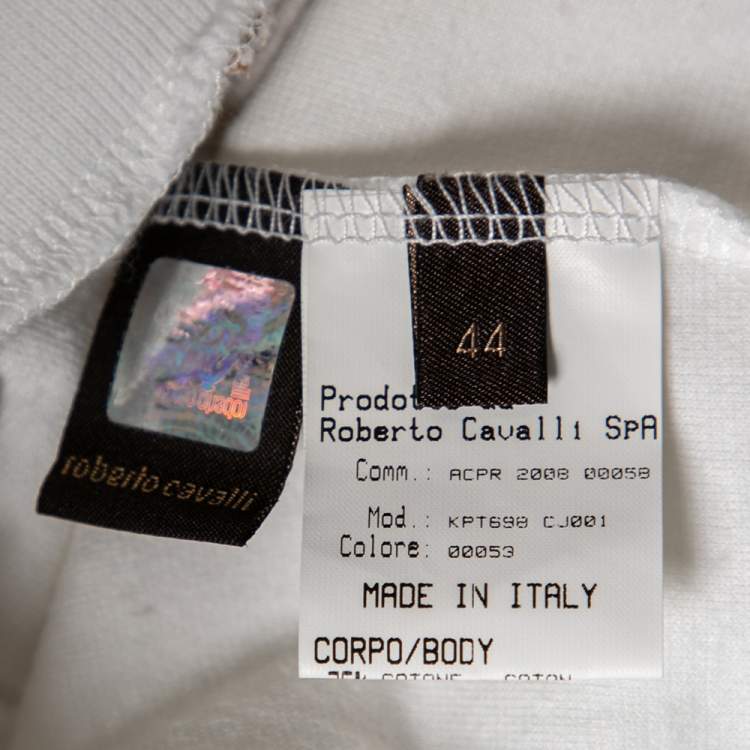 44
Roberto Cavalli SpA
Comm.: ACPR 2008 00058
Mod.: KPT698 CJ001
Colore: 00053
MADE IN ITALY
CORPO/BODY
roberto cavalli